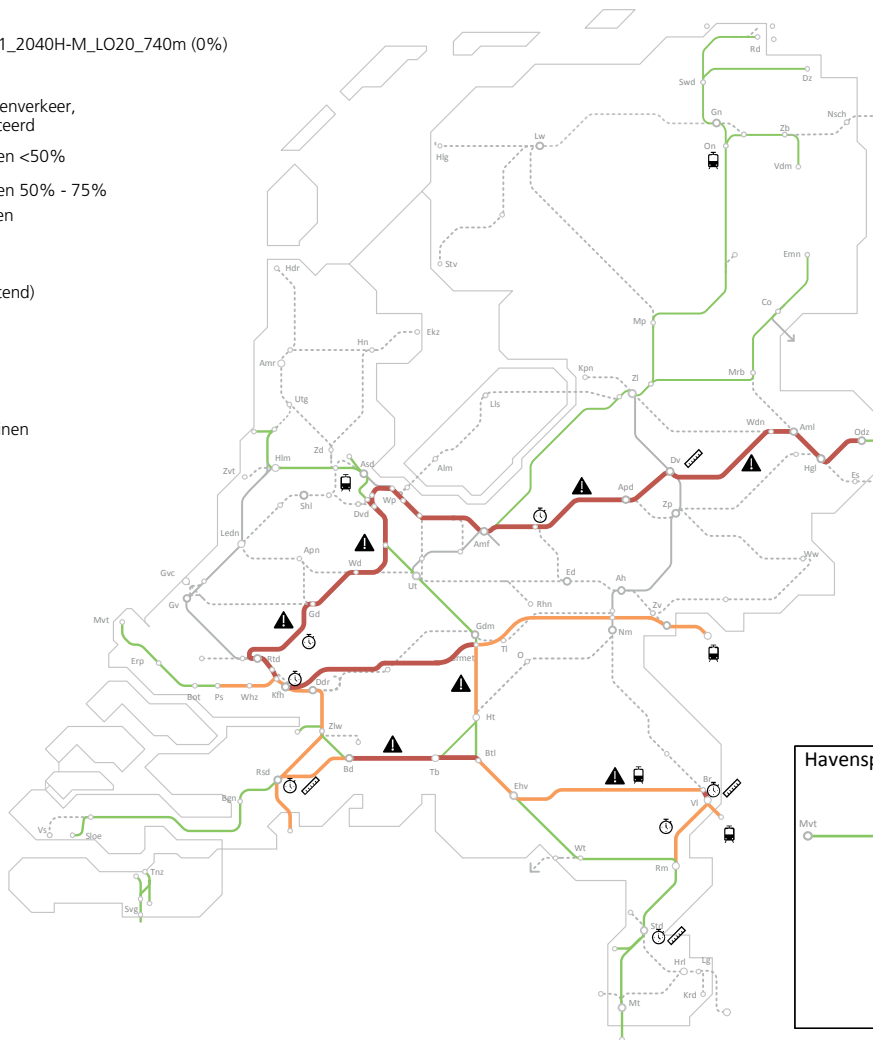 1_2040H-M_LO20_740m (0%)
enverkeer,
ceerd
en <50%
en 50% - 75%
en
tend)
nen
Rd
Swd
Dz
Gn
Nsch
Zb
On
Vdm
Lw
Hlg
Stv
Emn
Co
Hdr
Mp
Hn
Ekz
Amr
Kpn
Zl
Mrb
Utg
Lls
Wdn
Aml
Odz
Zd
Hlm
Asd
Alm
Dv
Hgl
Zvt
Es
Shl
Wp
Apd
Dvd
Zp
Ledn
Amf
Apn
Wd
Ww
Gvc
Ut
Ed
Ah
Gv
Rhn
Zv
Gd
Mvt
Gdm
Nm
Tl
Rtd
O
Erp
Ddr
Bot
Ps
Whz
Kfh
Ht
Zlw
Btl
Bd
Tb
Rsd
Ehv
Br
Vl
Bgn
Vs
Sloe
Wt
Rm
Tnz
Svg
Std
Hrl
Lg
Krd
Mt
Havensp
Mvt